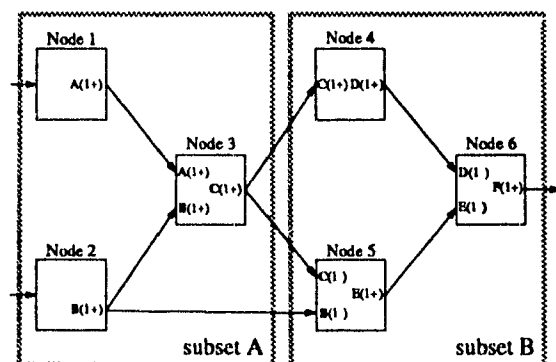 Node 1
A(1+)
Node 2
B(1+)
Node 3
A(1+)
B(1+)
C(1+)
subset A
Node 4
C(1+) D(1+)
Node 5
C(1)
B(1)
E(1+)
Node 6
D(1)
E(1)
F(1+)
subset B